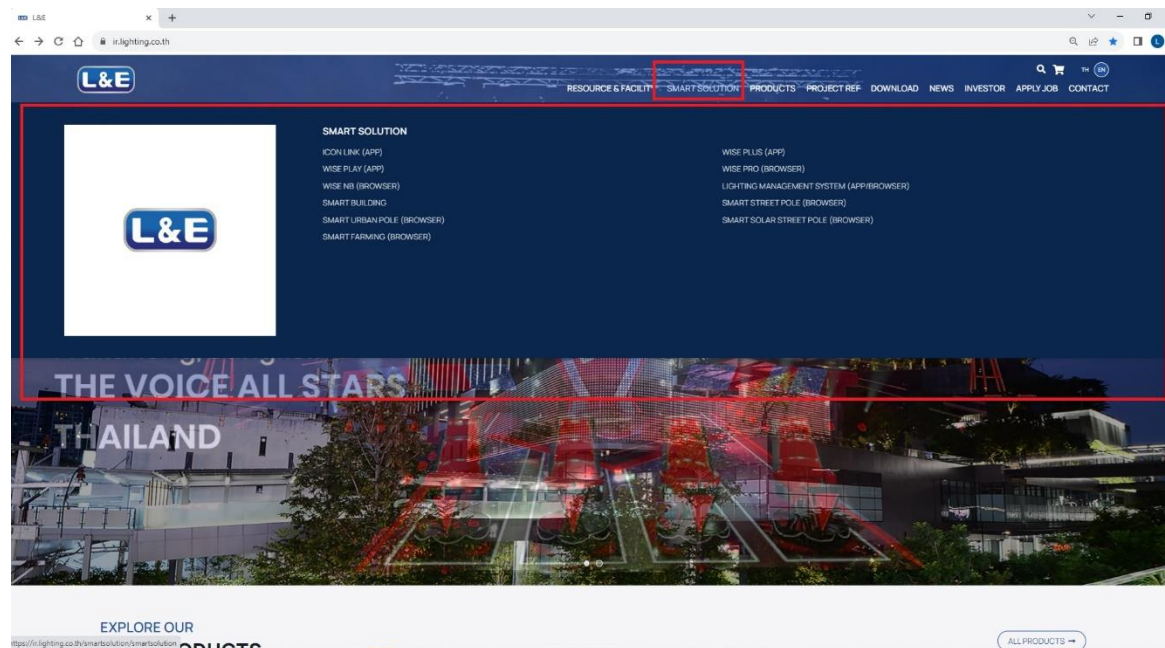 L&E
ir.lighting.co.th
L&E
TH EN
RESOURCE & FACILITY SMART SOLUTION PRODUCTS PROJECT REF DOWNLOAD NEWS INVESTOR APPLY JOB CONTACT
SMART SOLUTION
ICON LINK (APP) WISE PLUS (APP)
WISE PLAY (APP) WISE PRO (BROWSER)
WISE NB (BROWSER) LIGHTING MANAGEMENT SYSTEM (APP/BROWSER)
SMART BUILDING SMART STREET POLE (BROWSER)
SMART URBAN POLE (BROWSER) SMART SOLAR STREET POLE (BROWSER)
SMART FARMING (BROWSER)
L&E
THE VOICE ALL STARS
THAILAND
EXPLORE OUR
ALL PRODUCTS →
https://ir.lighting.co.th/smartsolution/smartsolution